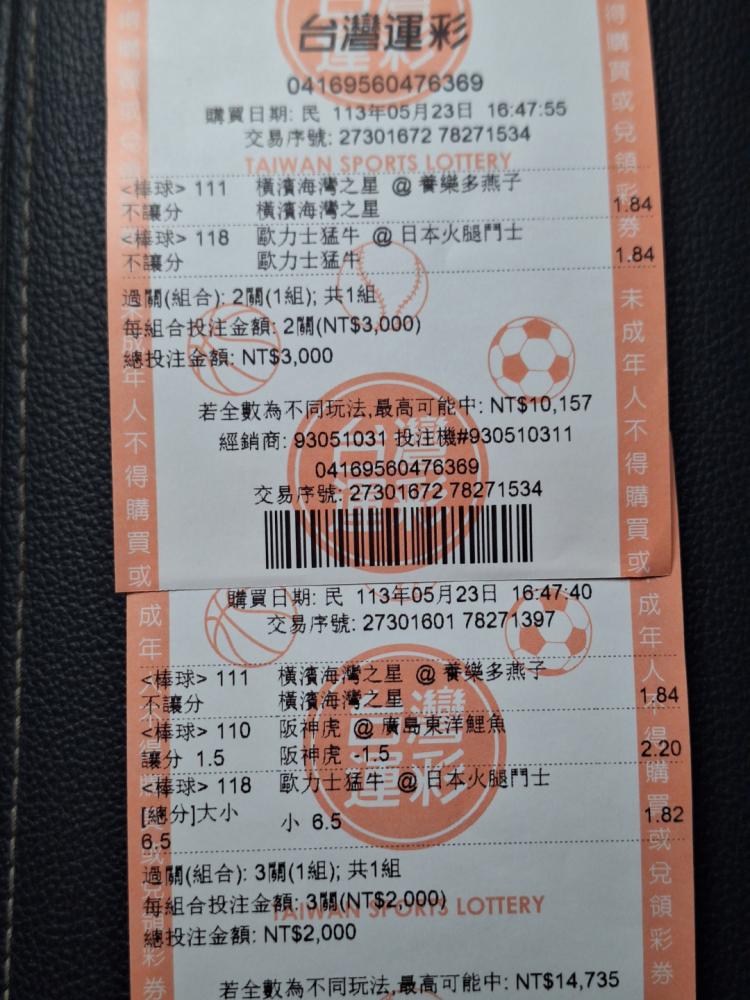 台灣運彩
04169560476369
購買日期: 民 113年05月23日 16:47:55
交易序號: 27301672 78271534
TAIWAN SPORTS LOTTERY
<棒球> 111 橫濱海灣之星 @ 養樂多燕子
不讓分 橫濱海灣之星 1.84
<棒球> 118 歐力士猛牛 @ 日本火腿鬥士
不讓分 歐力士猛牛 1.84
過關(組合): 2關(1組); 共1組
每組合投注金額: 2關(NT$3,000)
總投注金額: NT$3,000
若全數為不同玩法,最高可能中: NT$10,157
經銷商: 93051031 投注機#930510311
04169560476369
交易序號: 27301672 78271534
購買日期: 民 113年05月23日 16:47:40
交易序號: 27301601 78271397
<棒球> 111 橫濱海灣之星 @ 養樂多燕子
不讓分 橫濱海灣之星 1.84
<棒球> 110 阪神虎 @ 廣島東洋鯉魚
讓分 1.5 阪神虎 -1.5 2.20
<棒球> 118 歐力士猛牛 @ 日本火腿鬥士
[總分]大小 小 6.5 1.82
6.5
過關(組合): 3關(1組); 共1組
每組合投注金額: 3關(NT$2,000)
TAIWAN SPORTS LOTTERY
總投注金額: NT$2,000
若全數為不同玩法,最高可能中: NT$14,735
得購買或兌領彩券
未成年人不得購買或
未成年人不得購買或
成年人不得購買或兌領彩券